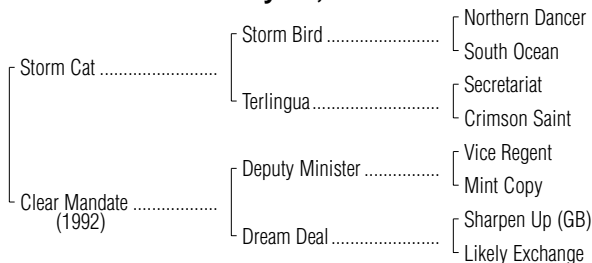 Northern Dancer
Storm Bird ......................
South Ocean
Storm Cat .......................
Secretariat
Terlingua.........................
Crimson Saint
Vice Regent
Deputy Minister ...............
Mint Copy
Clear Mandate .................
(1992)
Sharpen Up (GB)
Dream Deal.....................
Likely Exchange